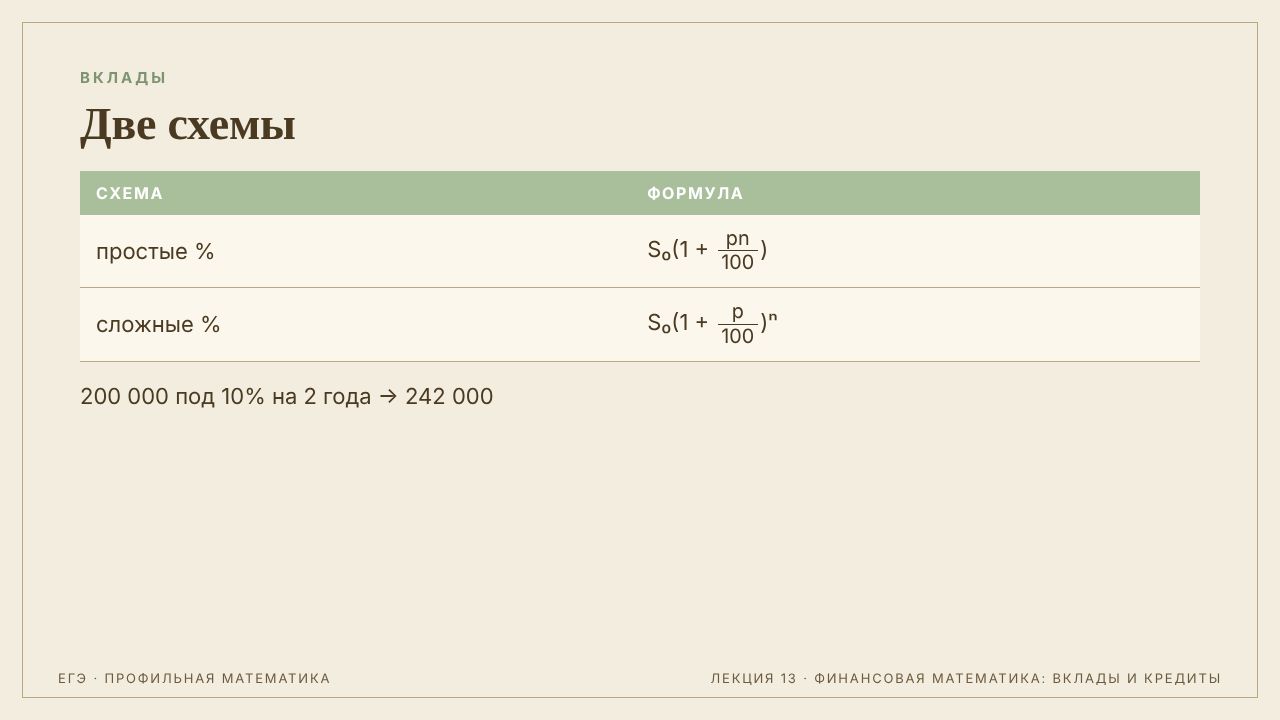 ВКЛАДЫ
Две схемы
СХЕМА ФОРМУЛА
простые % S₀(1 + pn/100)
сложные % S₀(1 + p/100)ⁿ
200 000 под 10% на 2 года → 242 000
ЕГЭ · ПРОФИЛЬНАЯ МАТЕМАТИКА ЛЕКЦИЯ 13 · ФИНАНСОВАЯ МАТЕМАТИКА: ВКЛАДЫ И КРЕДИТЫ